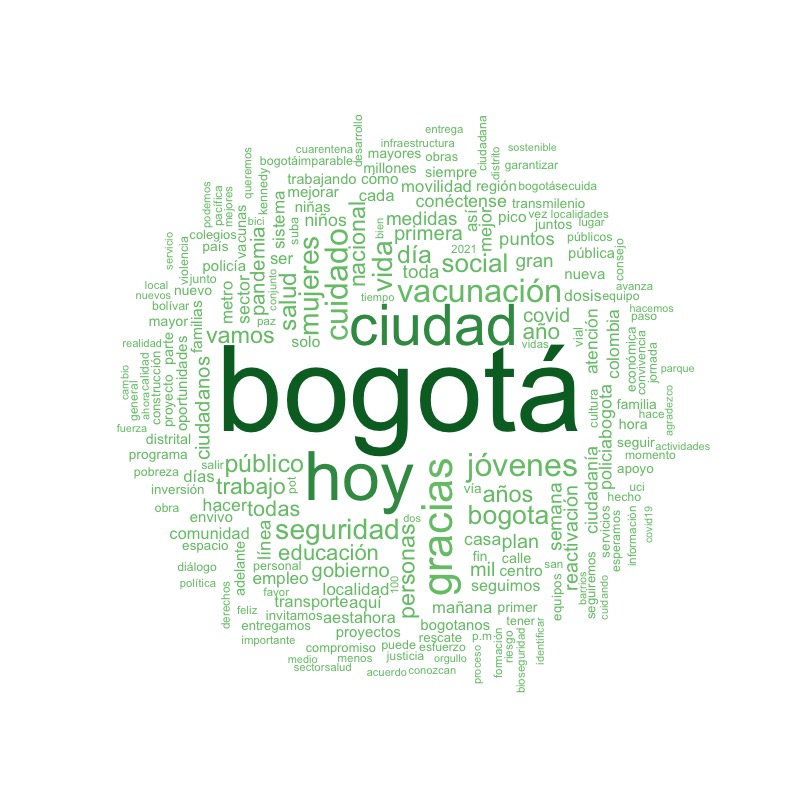 entrega
infraestructura
ciudadana
sostenible
desarrollo
cuarentena
bogotáimparable
mayores
obras
distrito
garantizar
queremos
trabajando
millones
cómo
siempre
movilidad
región
bogotásecuida
podemos
pacífica
mejores
kennedy
mejorar
cada
conéctense
transmilenio
vacunas
bici
sistema
suba
niñas
niños
nacional
medidas
primera
así
mejor
pico
vez
localidades
juntos
lugar
servicio
violencia
colegios
país
pandemia
ser
mujeres
cuidado
vida
bien
día
toda
2021
social
puntos
gran
públicos
pública
consejo
policía
junto
local
nuevos
nuevo
metro
sector
conjunto
salud
tiempo
vacunación
nueva
dosis
equipo
avanza
bolívar
mayor
familias
vamos
paz
solo
ciudad
covid
año
vidas
vial
atención
colombia
hacemos
paso
realidad
cambio
general
ahora
calidad
construcción
proyecto
parte
oportunidades
ciudadanos
bogotá
cultura
policiabogota
económica
convivencia
jornada
parque
familia
hace
agradezco
fuerza
hora
distrital
programa
pobreza
inversión
días
salir
público
hoy
gracias
jóvenes
seguir
actividades
momento
apoyo
obra
envivo
hacer
trabajo
pot
todas
vía
años
bogota
semana
reactivación
ciudadanía
servicios
esperamos
uci
hecho
información
covid19
comunidad
espacio
línea
seguridad
educación
dos
personas
casa
plan
diálogo
política
adelante
personal
empleo
gobierno
fin
calle
mil
centro
san
seguimos
equipos
barrios
seguiremos
cuidando
derechos
favor
localidad
100
feliz
transporte
aquí
invitamos
aestahora
mañana
primer
entregamos
importante
proyectos
bogotanos
tener
rescate
p.m.
compromiso
puede
esfuerzo
medio
menos
justicia
orgullo
sectorsalud
acuerdo
conozcan
proceso
formación
riesgo
bioseguridad
identificar